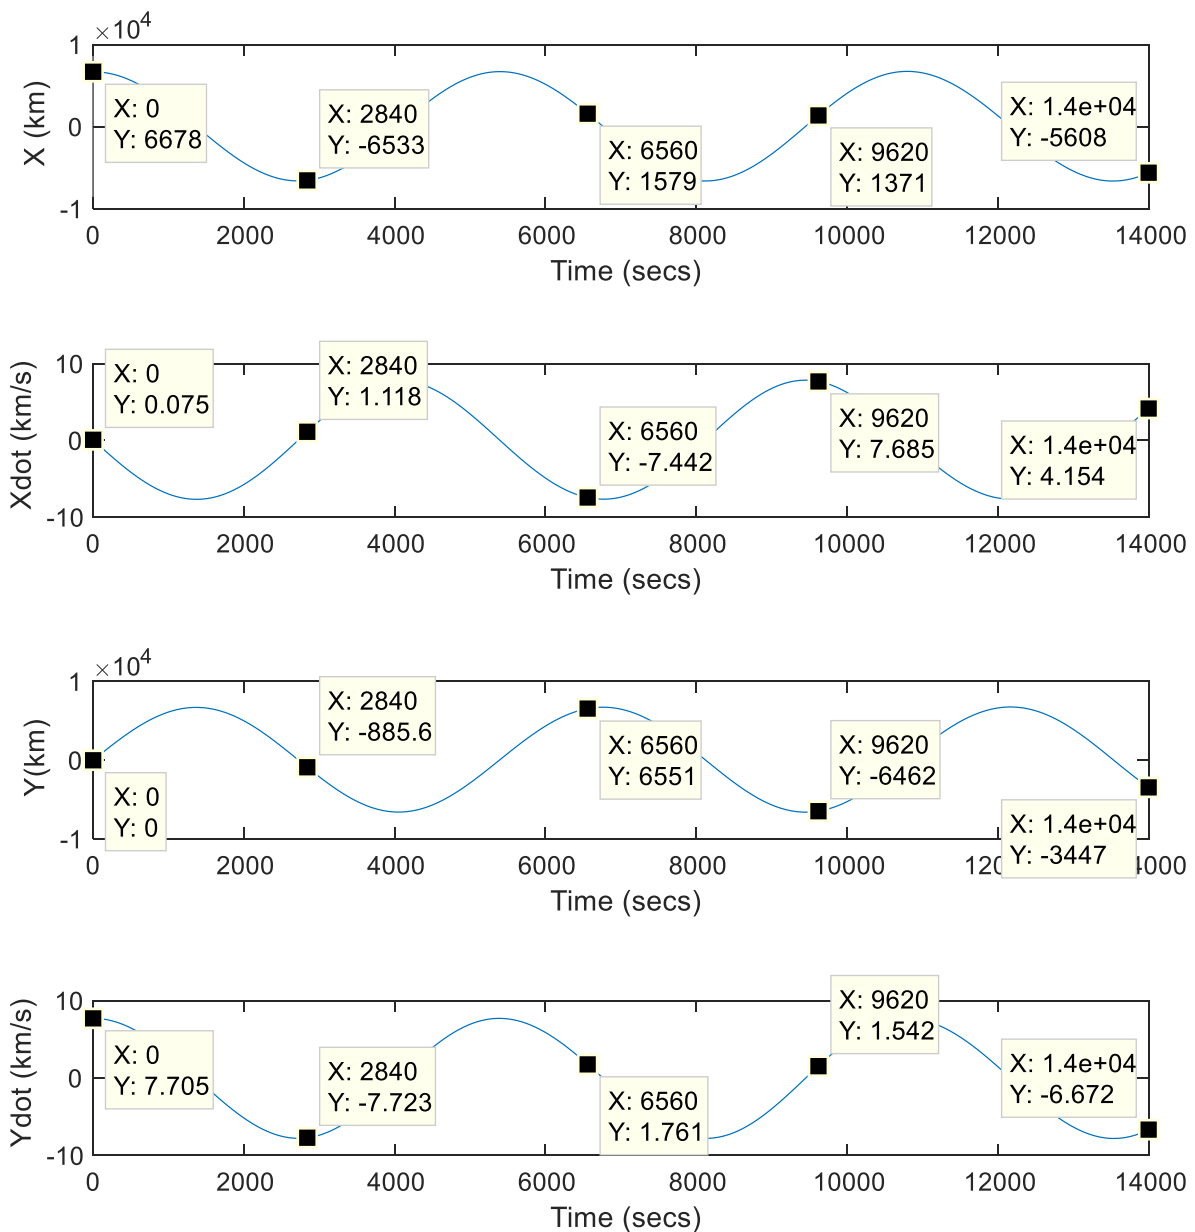 ×10^4
1
0
-1
X (km)
X: 0
Y: 6678
X: 2840
Y: -6533
X: 6560
Y: 1579
X: 9620
Y: 1371
X: 1.4e+04
Y: -5608
0 2000 4000 6000 8000 10000 12000 14000
Time (secs)
10
0
-10
Xdot (km/s)
X: 0
Y: 0.075
X: 2840
Y: 1.118
X: 6560
Y: -7.442
X: 9620
Y: 7.685
X: 1.4e+04
Y: 4.154
0 2000 4000 6000 8000 10000 12000 14000
Time (secs)
×10^4
1
0
-1
Y(km)
X: 0
Y: 0
X: 2840
Y: -885.6
X: 6560
Y: 6551
X: 9620
Y: -6462
X: 1.4e+04
Y: -3447
0 2000 4000 6000 8000 10000 12000 14000
Time (secs)
10
0
-10
Ydot (km/s)
X: 0
Y: 7.705
X: 2840
Y: -7.723
X: 6560
Y: 1.761
X: 9620
Y: 1.542
X: 1.4e+04
Y: -6.672
0 2000 4000 6000 8000 10000 12000 14000
Time (secs)